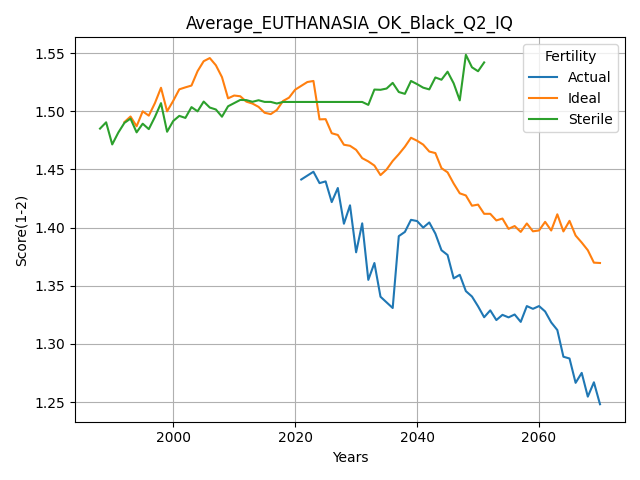 Average_EUTHANASIA_OK_Black_Q2_IQ
Fertility
Actual
Ideal
Sterile
Score(1-2)
1.55
1.50
1.45
1.40
1.35
1.30
1.25
2000
2020
2040
2060
Years